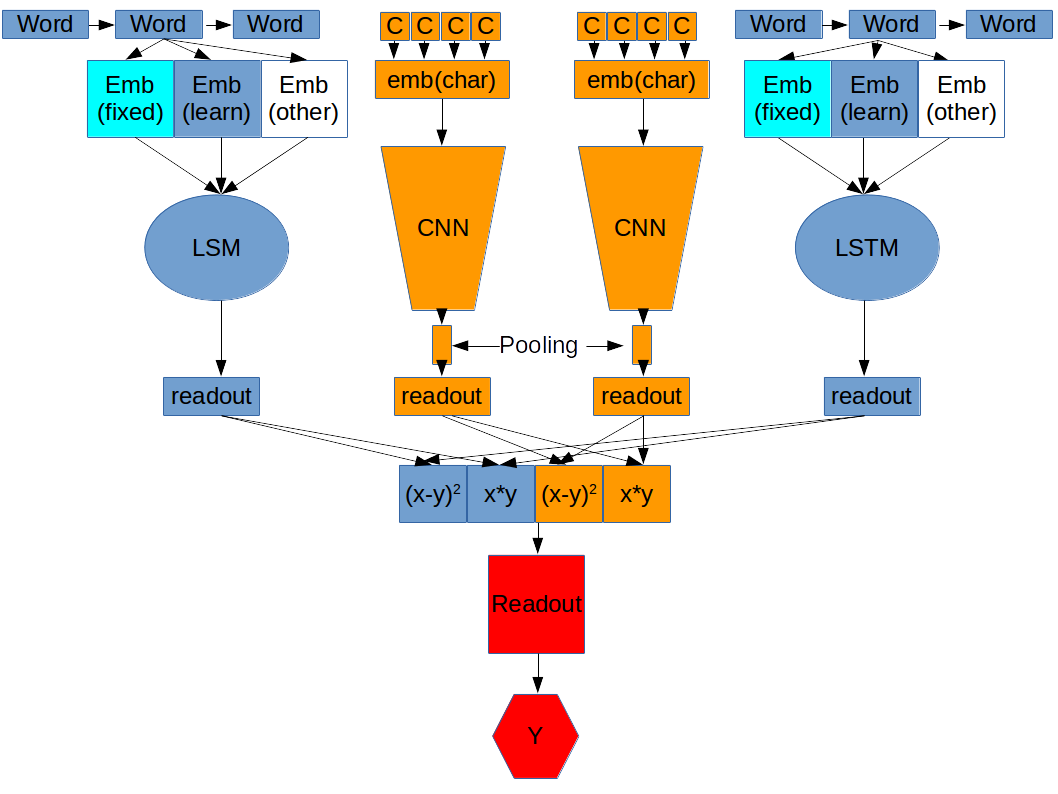 Word Word Word
C C C C
C C C C
Word Word Word
Emb
(fixed)
Emb
(learn)
Emb
(other)
emb(char)
emb(char)
Emb
(fixed)
Emb
(learn)
Emb
(other)
LSM
CNN
CNN
LSTM
Pooling
readout
readout
readout
readout
(x-y)²
x*y
(x-y)²
x*y
Readout
Y